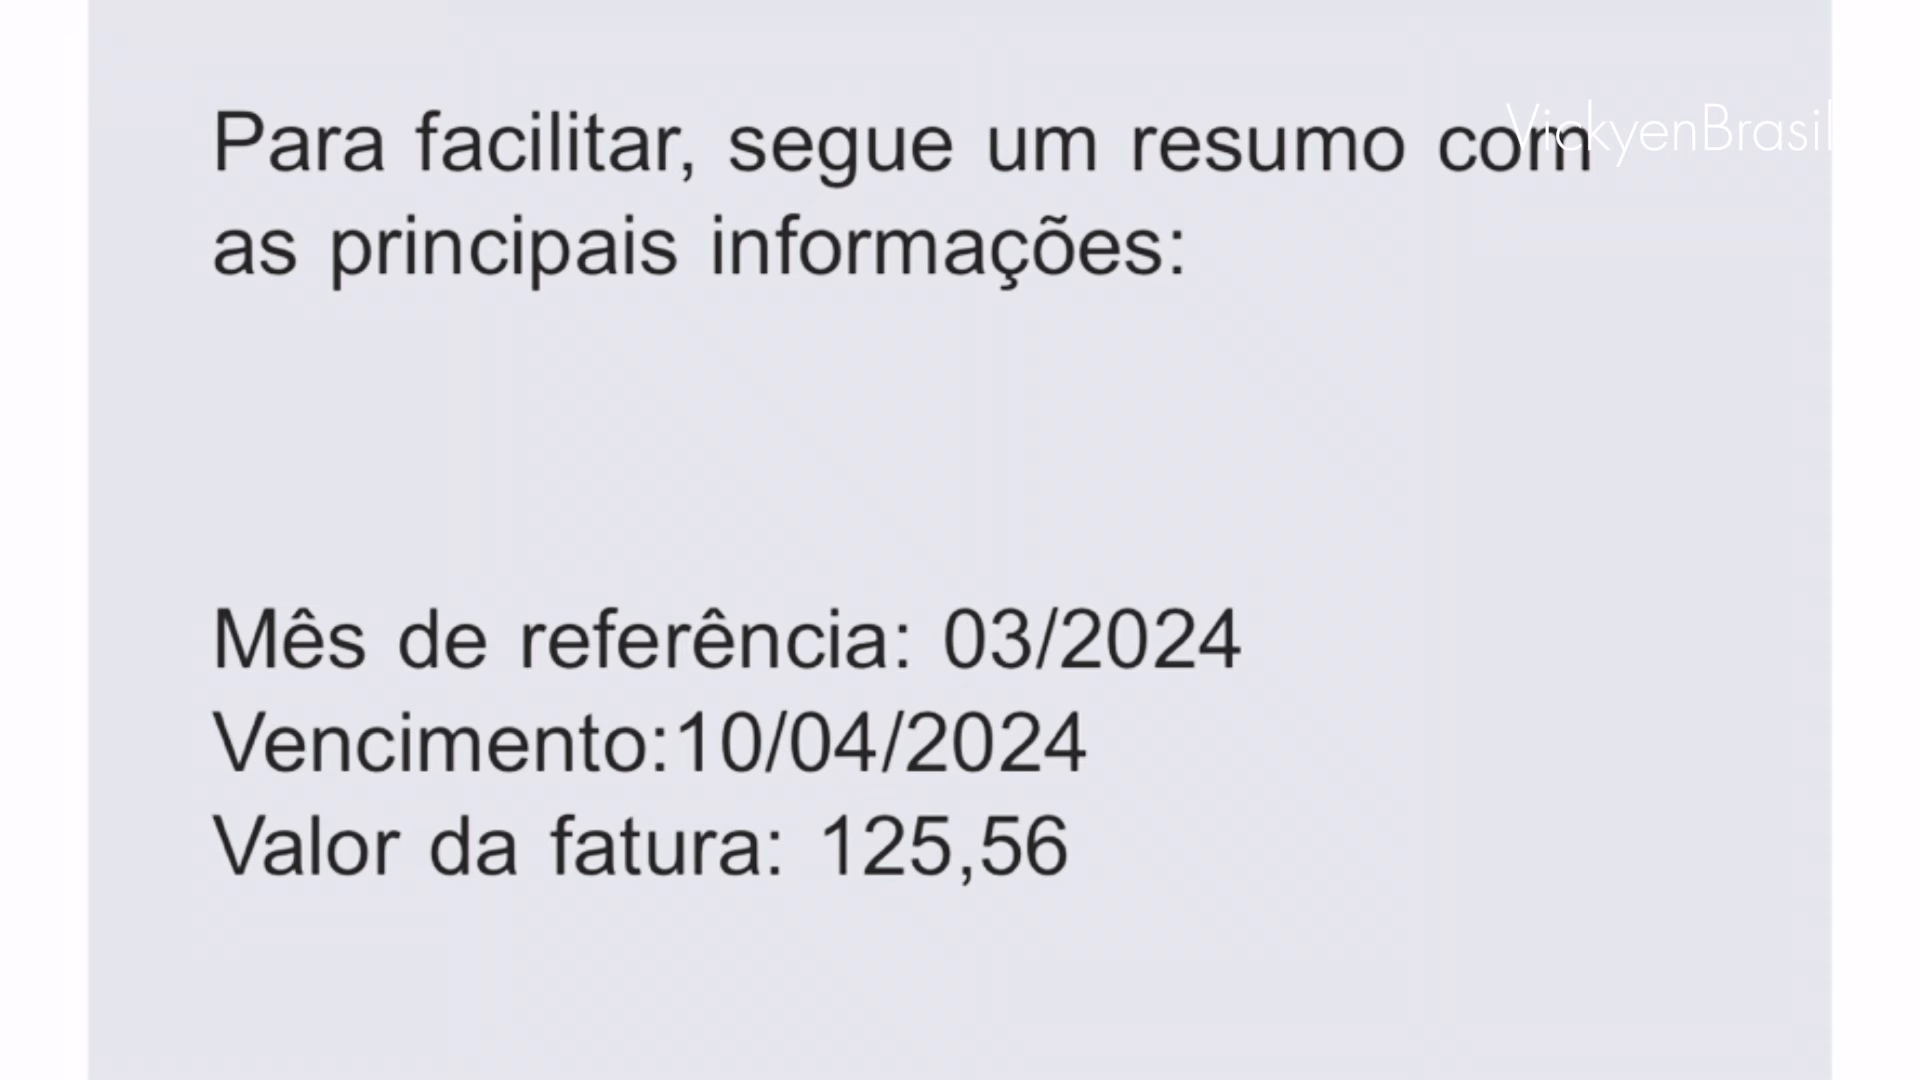 Para facilitar, segue um resumo com
as principais informações:
VickyenBrasil
Mês de referência: 03/2024
Vencimento:10/04/2024
Valor da fatura: 125,56